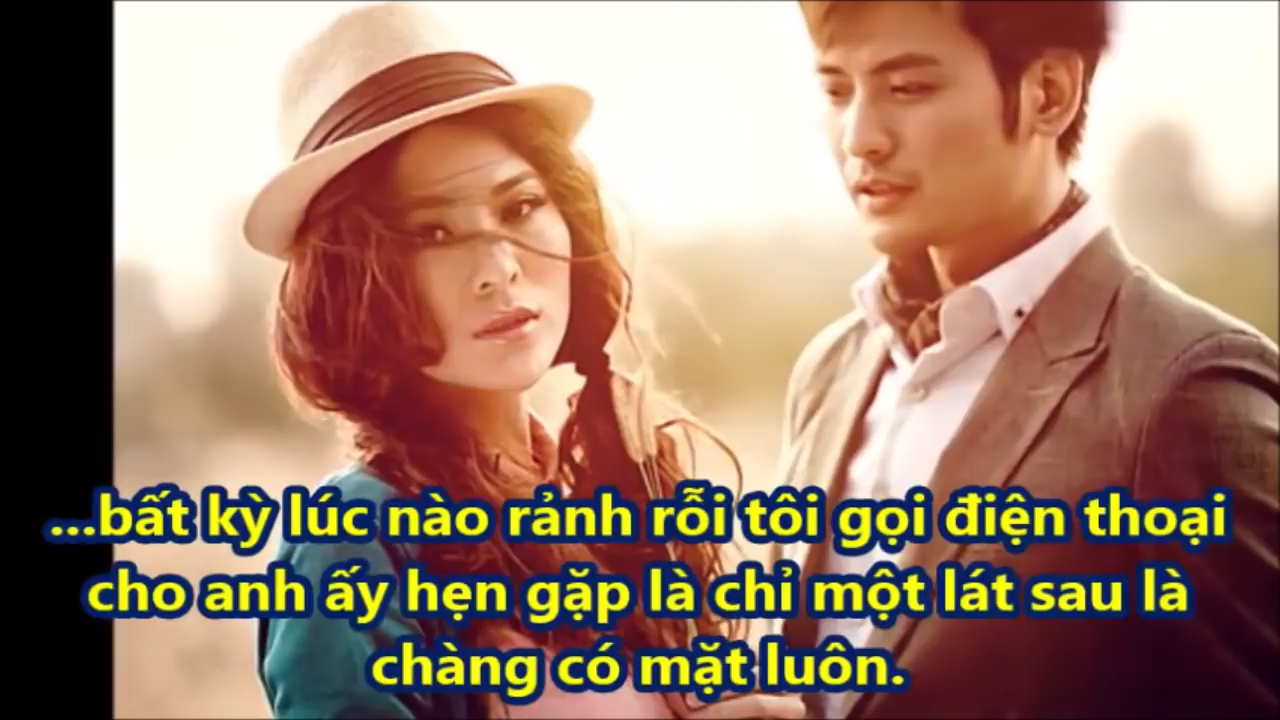 ...bất kỳ lúc nào rảnh rỗi tôi gọi điện thoại
cho anh ấy hẹn gặp là chỉ một lát sau là
chàng có mặt luôn.